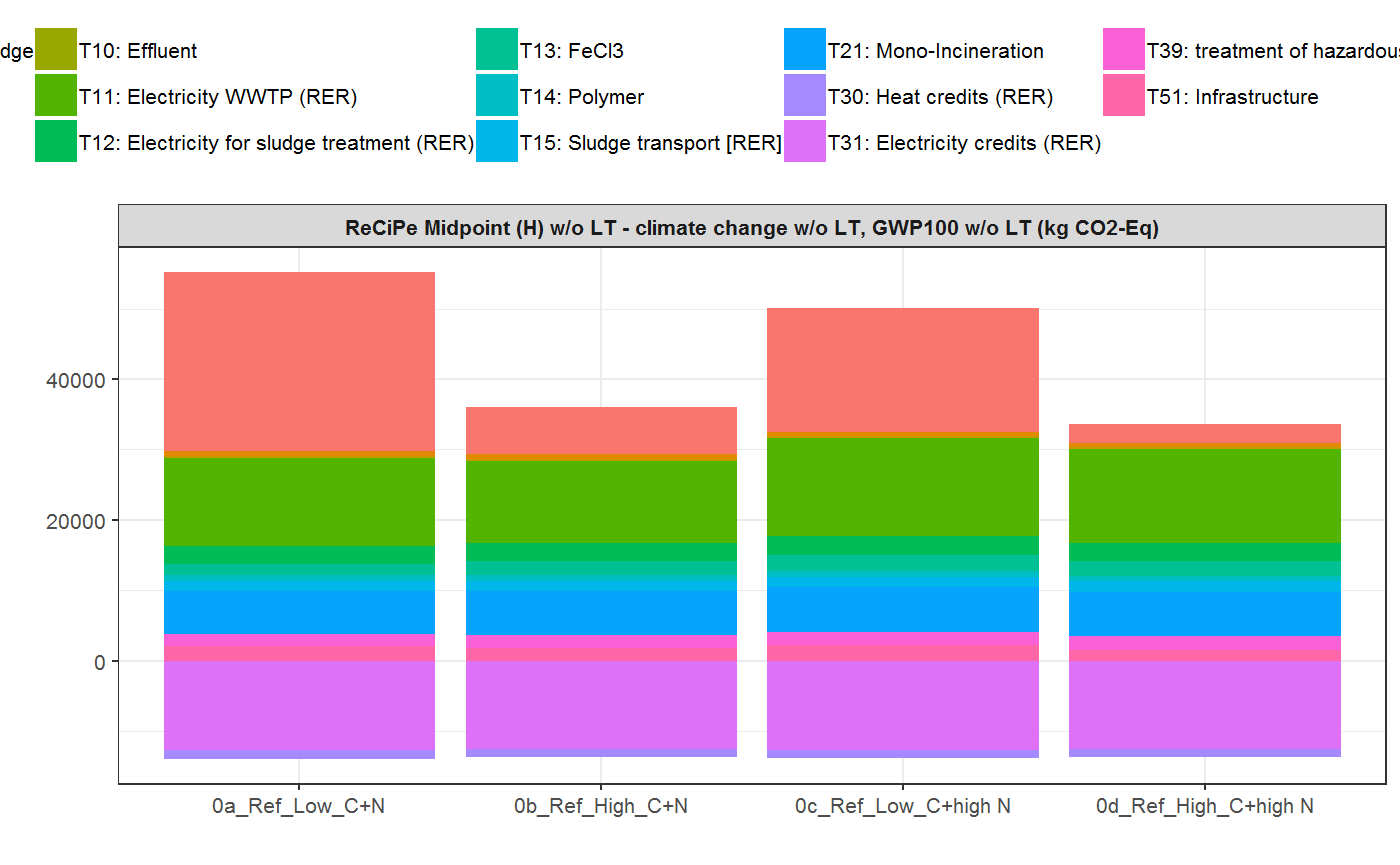 dge T10: Effluent T13: FeCl3 T21: Mono-Incineration T39: treatment of hazardous
T11: Electricity WWTP (RER) T14: Polymer T30: Heat credits (RER) T51: Infrastructure
T12: Electricity for sludge treatment (RER) T15: Sludge transport [RER] T31: Electricity credits (RER)
ReCiPe Midpoint (H) w/o LT - climate change w/o LT, GWP100 w/o LT (kg CO2-Eq)
40000
20000
0
0a_Ref_Low_C+N 0b_Ref_High_C+N 0c_Ref_Low_C+high N 0d_Ref_High_C+high N